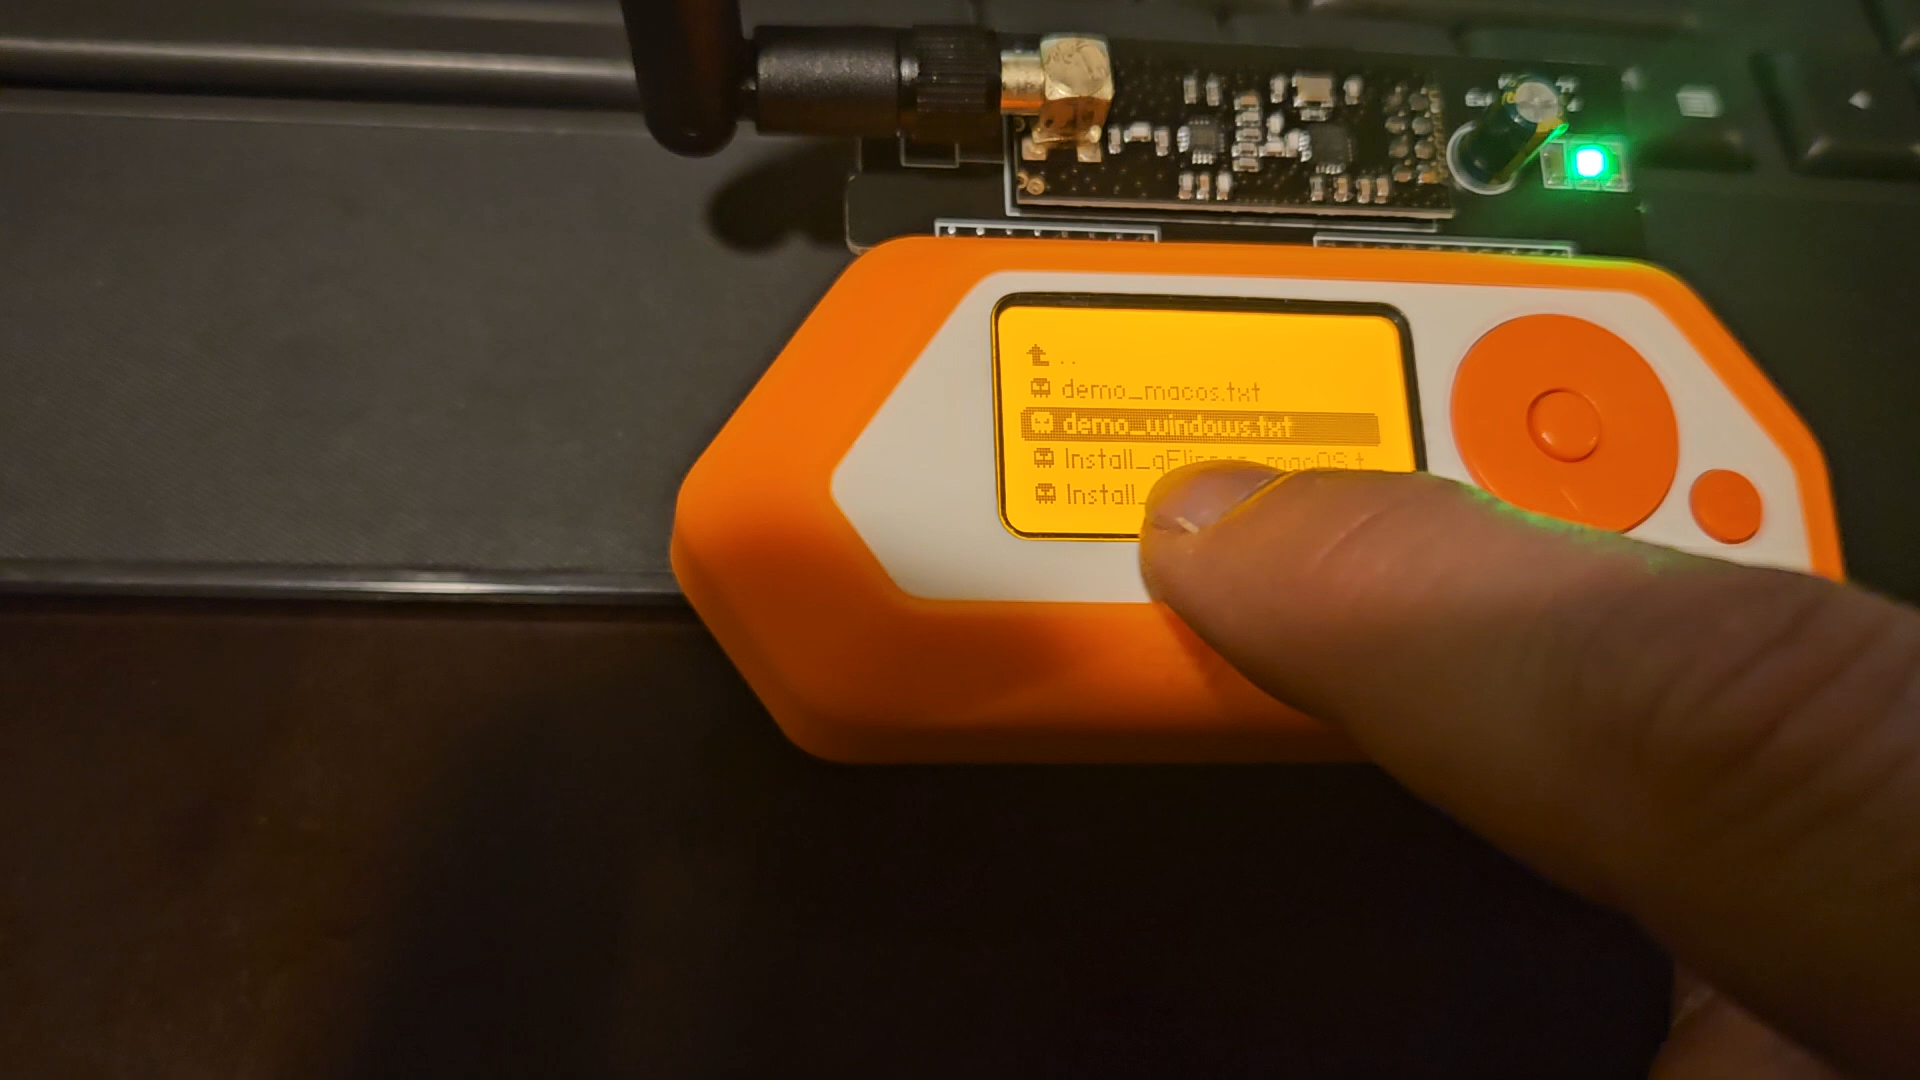 ..
demo_macos.txt
demo_windows.txt
Install_qFlipper_macOS.t
Install_